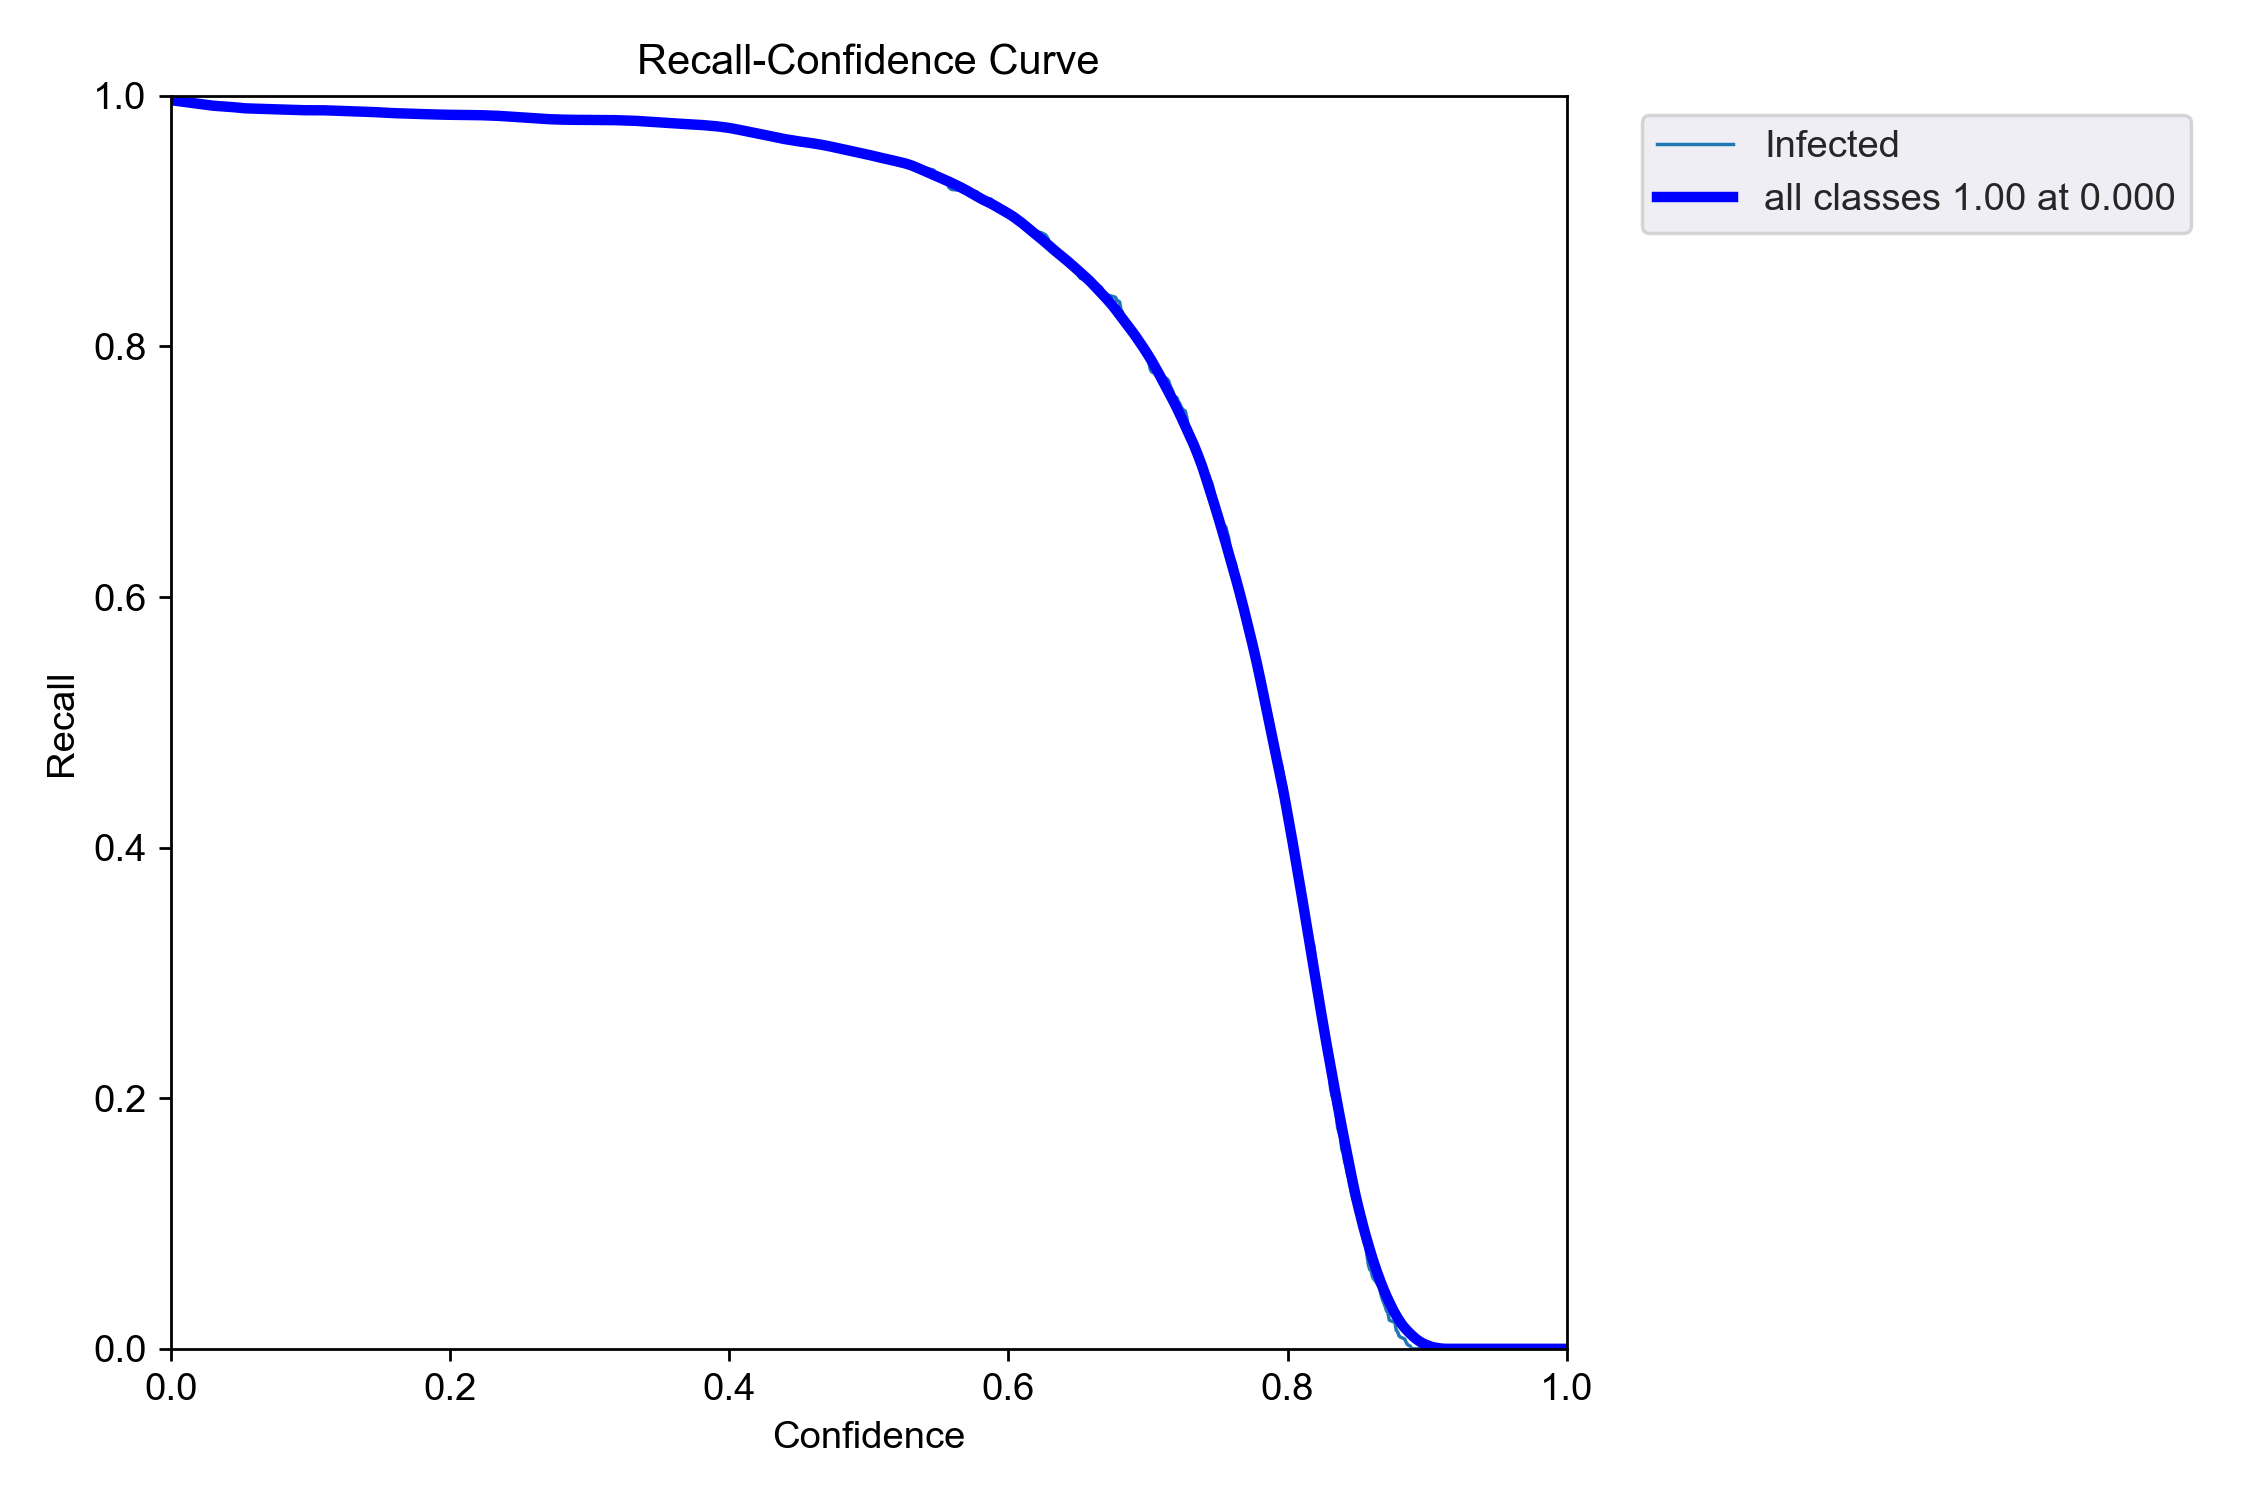 Recall-Confidence Curve
Infected
all classes 1.00 at 0.000
1.0
0.8
0.6
0.4
0.2
0.0
Recall
0.0 0.2 0.4 0.6 0.8 1.0
Confidence